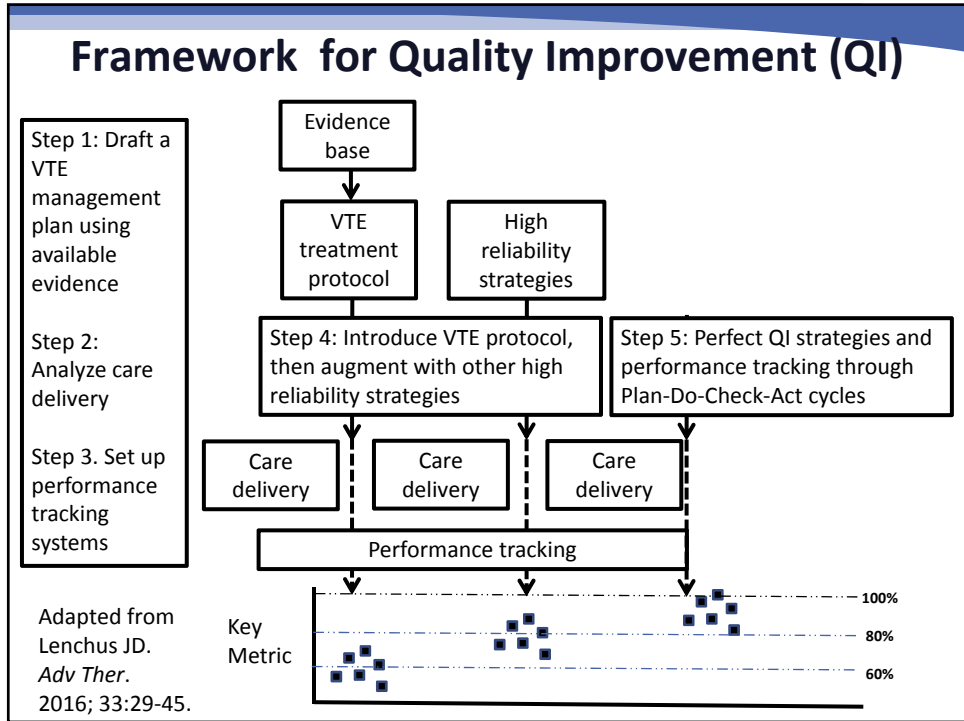 Framework for Quality Improvement (QI)
Step 1: Draft a
VTE
management
plan using
available
evidence
Step 2:
Analyze care
delivery
Step 3. Set up
performance
tracking
systems
Evidence
base
VTE
treatment
protocol
High
reliability
strategies
Step 4: Introduce VTE protocol,
then augment with other high
reliability strategies
Step 5: Perfect QI strategies and
performance tracking through
Plan-Do-Check-Act cycles
Care
delivery
Care
delivery
Care
delivery
Performance tracking
Key
Metric
100%
80%
60%
Adapted from
Lenchus JD.
Adv Ther.
2016; 33:29-45.